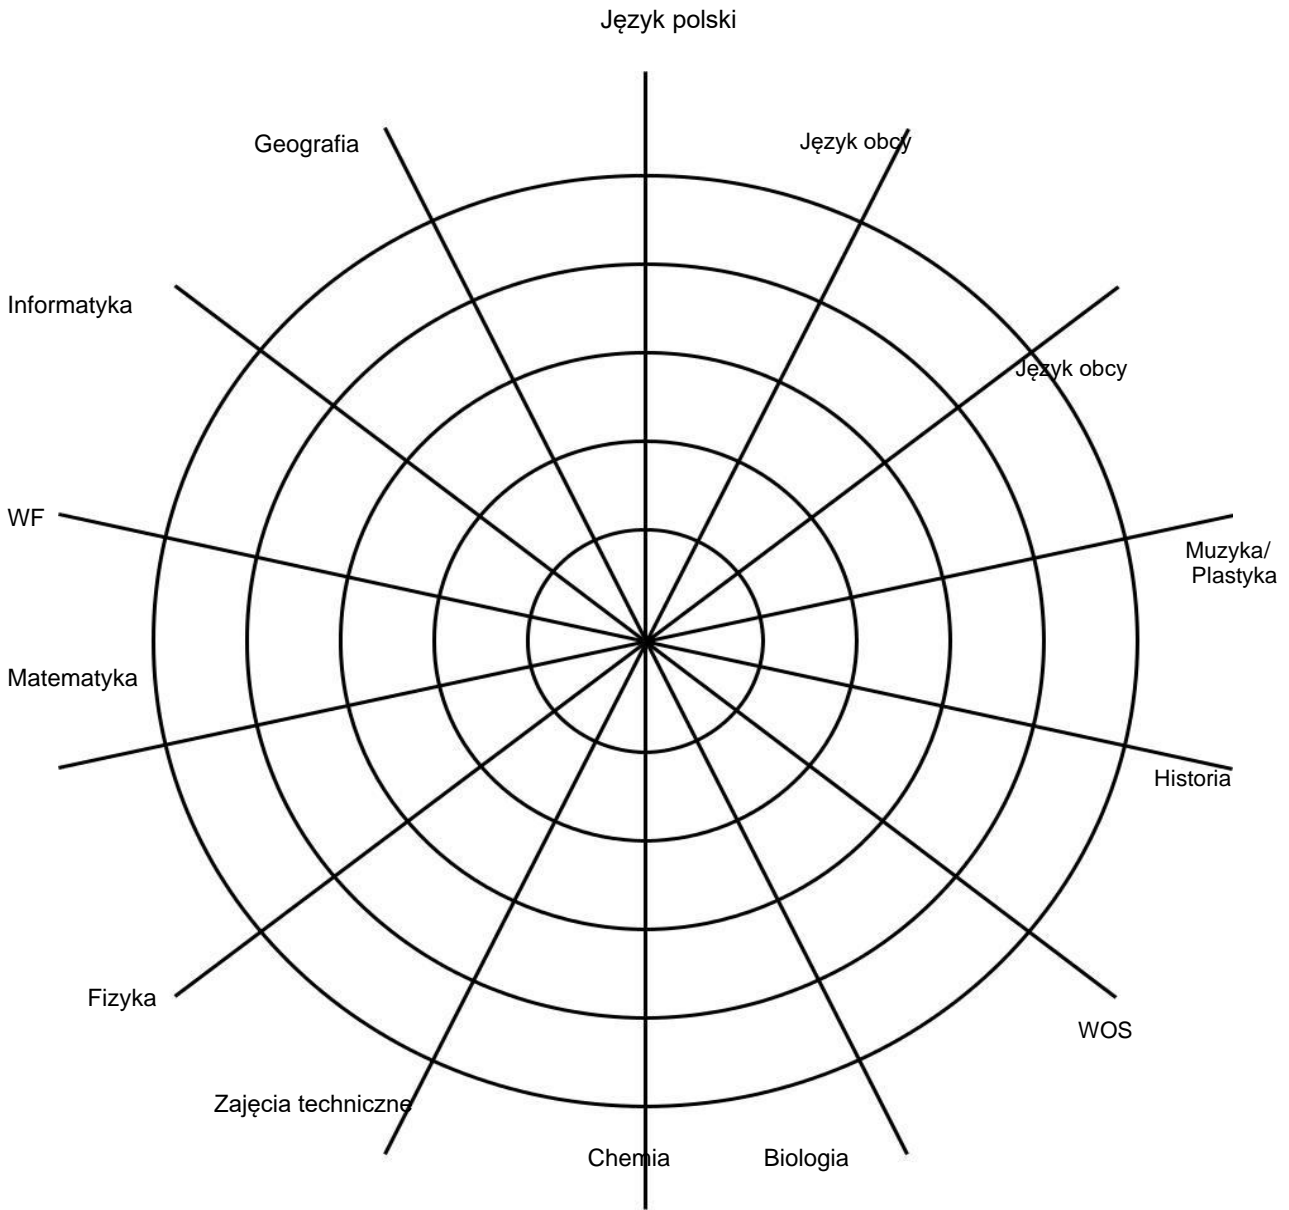 Język polski
Geografia
Język obcy
Informatyka
Język obcy
WF
Muzyka/
Plastyka
Matematyka
Historia
Fizyka
WOS
Zajęcia techniczne
Chemia
Biologia